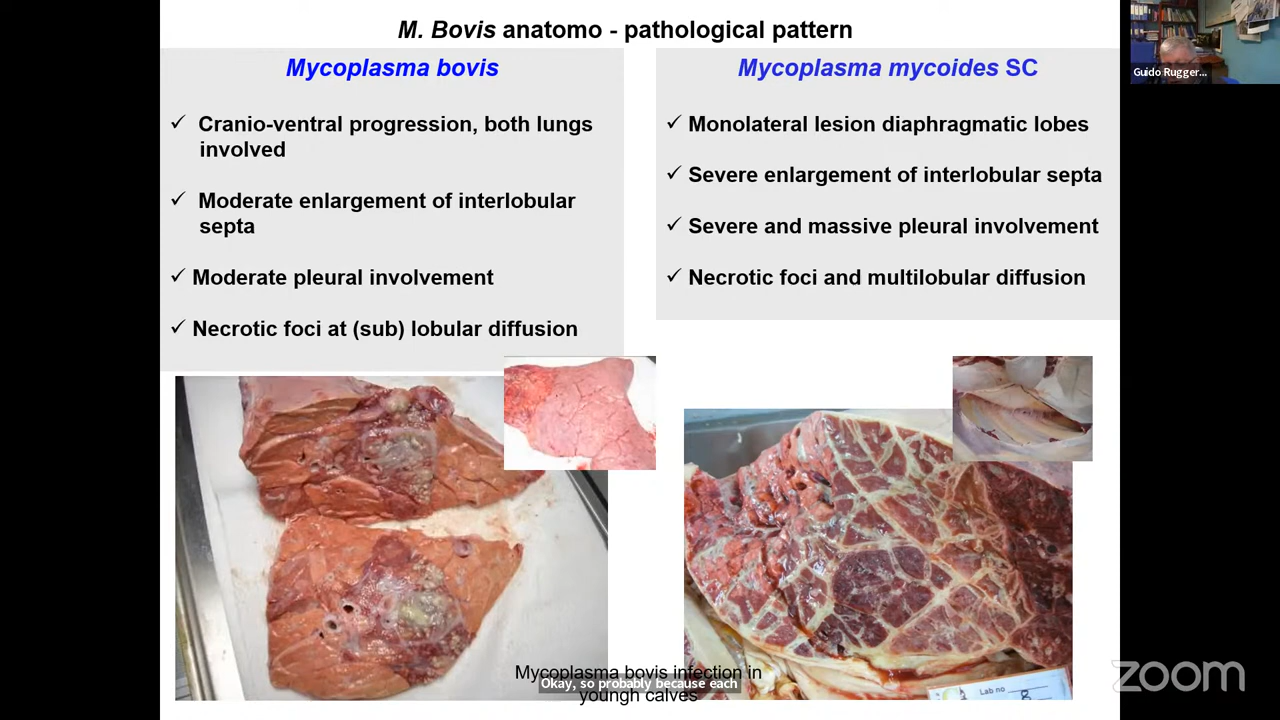 M. Bovis anatomo - pathological pattern
Mycoplasma bovis
✓ Cranio-ventral progression, both lungs
involved
✓ Moderate enlargement of interlobular
septa
✓ Moderate pleural involvement
✓ Necrotic foci at (sub) lobular diffusion
Mycoplasma mycoides SC
✓ Monolateral lesion diaphragmatic lobes
✓ Severe enlargement of interlobular septa
✓ Severe and massive pleural involvement
✓ Necrotic foci and multilobular diffusion
Guido Rugger...
Mycoplasma bovis infection in
youngh calves
Okay, so probably because each
Lab no
zoom